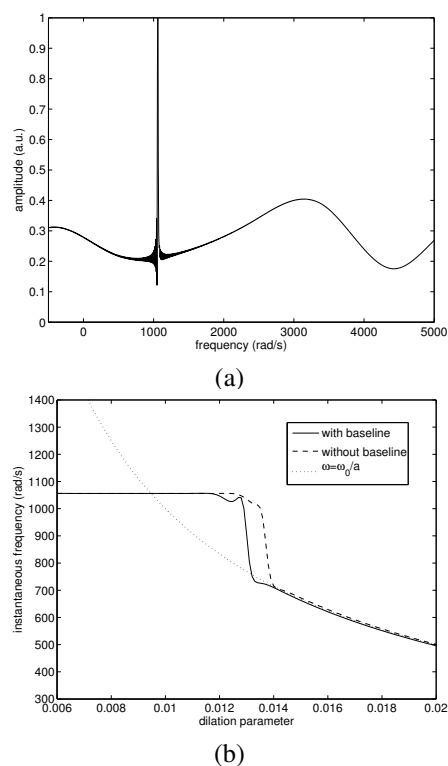 1
0.9
0.8
0.7
0.6
0.5
0.4
0.3
0.2
0.1
0
amplitude (a.u.)
0 1000 2000 3000 4000 5000
frequency (rad/s)
(a)
1400
1300
1200
1100
1000
900
800
700
600
500
400
300
instantaneous frequency (rad/s)
with baseline
without baseline
ω=ω₀/a
0.006 0.008 0.01 0.012 0.014 0.016 0.018 0.02
dilation parameter
(b)